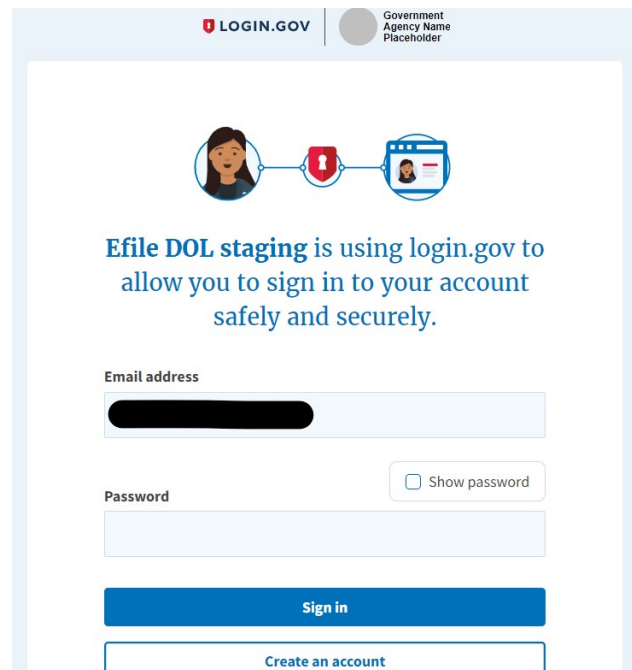 LOGIN.GOV
Government
Agency Name
Placeholder
Efile DOL staging is using login.gov to
allow you to sign in to your account
safely and securely.
Email address
Show password
Password
Sign in
Create an account